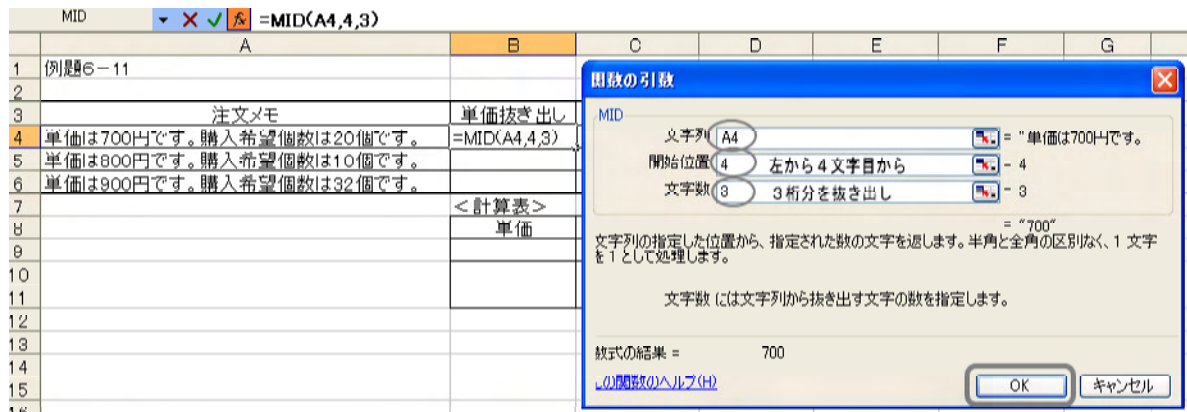 MID =MID(A4,4,3)
A B C D E F G
1 例題6-11
2
3 注文メモ 単価抜き出し
4 単価は700円です。購入希望個数は20個です。 =MID(A4,4,3)
5 単価は800円です。購入希望個数は10個です。
6 単価は900円です。購入希望個数は32個です。
7 <計算表>
8 単価
9
10
11
12
13
14
15
関数の引数
MID
文字列 A4 = "単価は700円です。
開始位置 4 左から4文字目から = 4
文字数 3 3桁分を抜き出し = 3
= "700"
文字列の指定した位置から、指定された数の文字を返します。半角と全角の区別なく、1 文字
を 1 として処理します。
文字数 には文字列から抜き出す文字の数を指定します。
数式の結果 = 700
この関数のヘルプ(H)
OK キャンセル